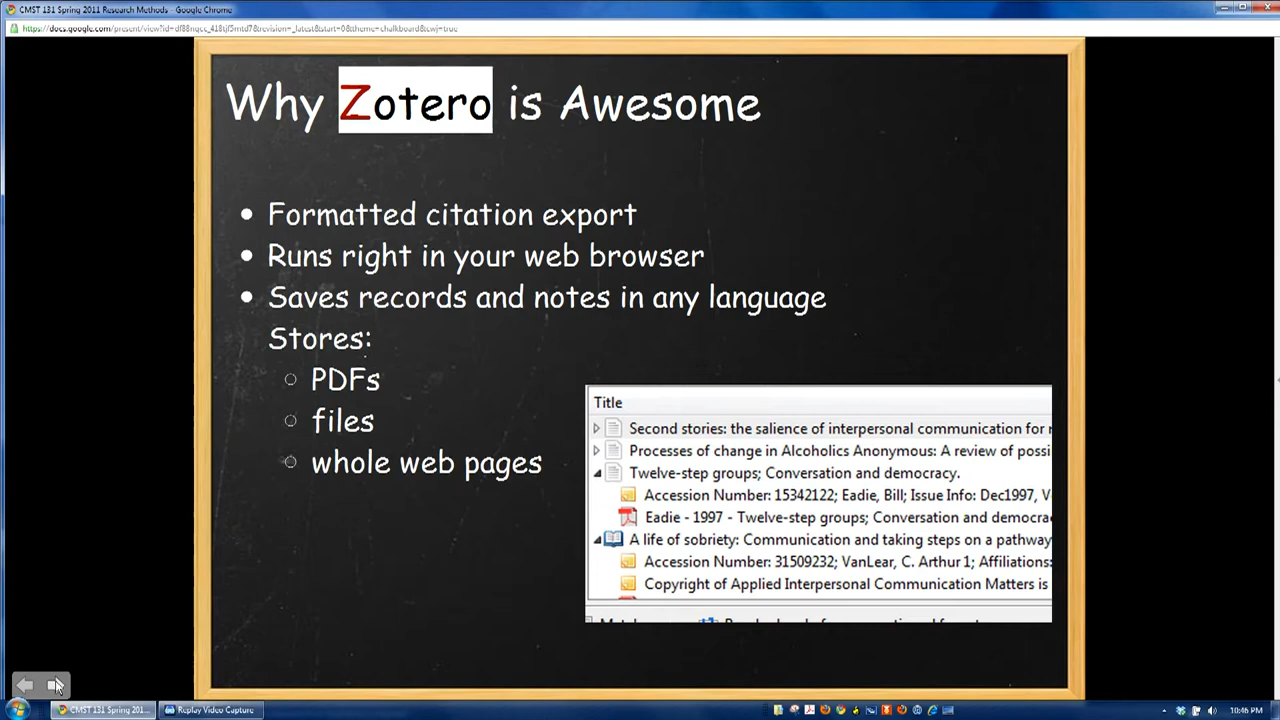 CMST 131 Spring 2011 Research Methods - Google Chrome
https://docs.google.com/present/view?id=df88nqcc_418tjf5mtd7&revision=_latest&start=0&theme=chalkboard&cwj=true
Why Zotero is Awesome
Formatted citation export
Runs right in your web browser
Saves records and notes in any language
Stores:
PDFs
files
whole web pages
Title
Second stories: the salience of interpersonal communication for
Processes of change in Alcoholics Anonymous: A review of possi
Twelve-step groups; Conversation and democracy.
Accession Number: 15342122; Eadie, Bill; Issue Info: Dec1997, V
Eadie - 1997 - Twelve-step groups; Conversation and democra
A life of sobriety: Communication and taking steps on a pathway
Accession Number: 31509232; VanLear, C. Arthur 1; Affiliations:
Copyright of Applied Interpersonal Communication Matters is
CMST 131 Spring 201...
Replay Video Capture
10:46 PM